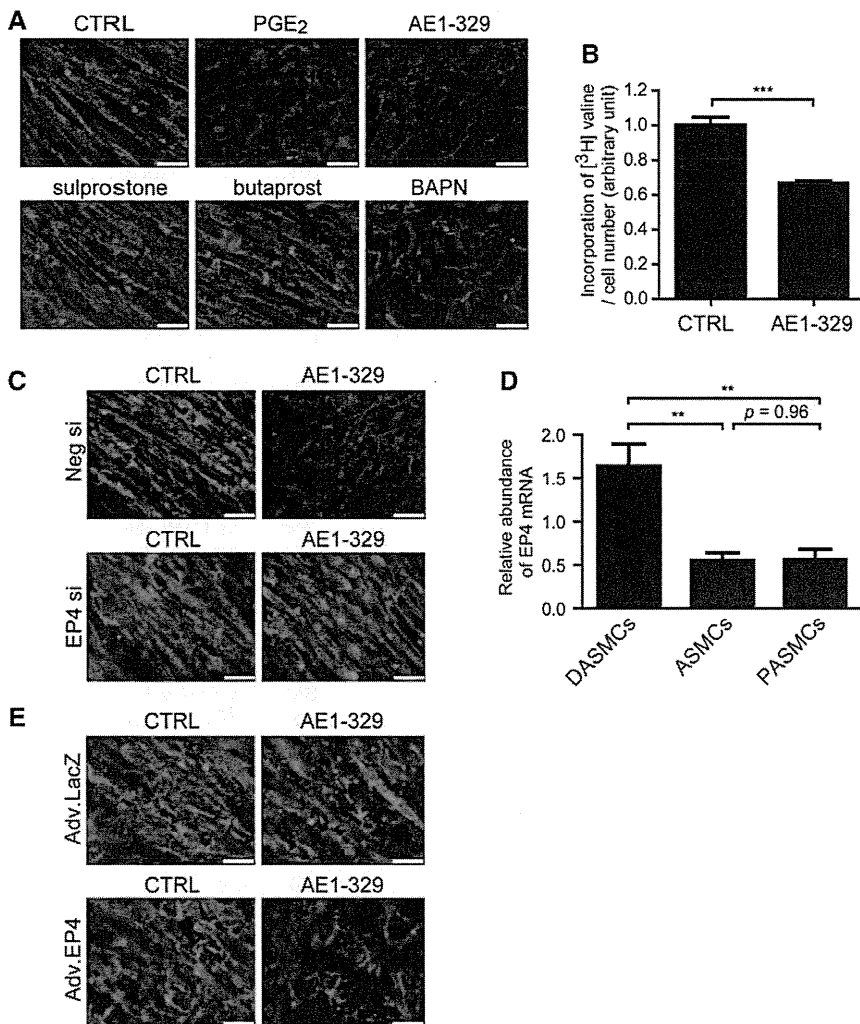 A
CTRL PGE2 AE1-329
sulprostone butaprost BAPN
B
Incorporation of [3H] valine
/ cell number (arbitrary unit)
***
1.2
1.0
0.8
0.6
0.4
0.2
0.0
CTRL AE1-329
C
CTRL AE1-329
Neg si
CTRL AE1-329
EP4 si
D
Relative abundance
of EP4 mRNA
**
** p = 0.96
2.0
1.5
1.0
0.5
0.0
DASMCs
ASMCs
PASMCs
E
CTRL AE1-329
Adv.LacZ
CTRL AE1-329
Adv.EP4